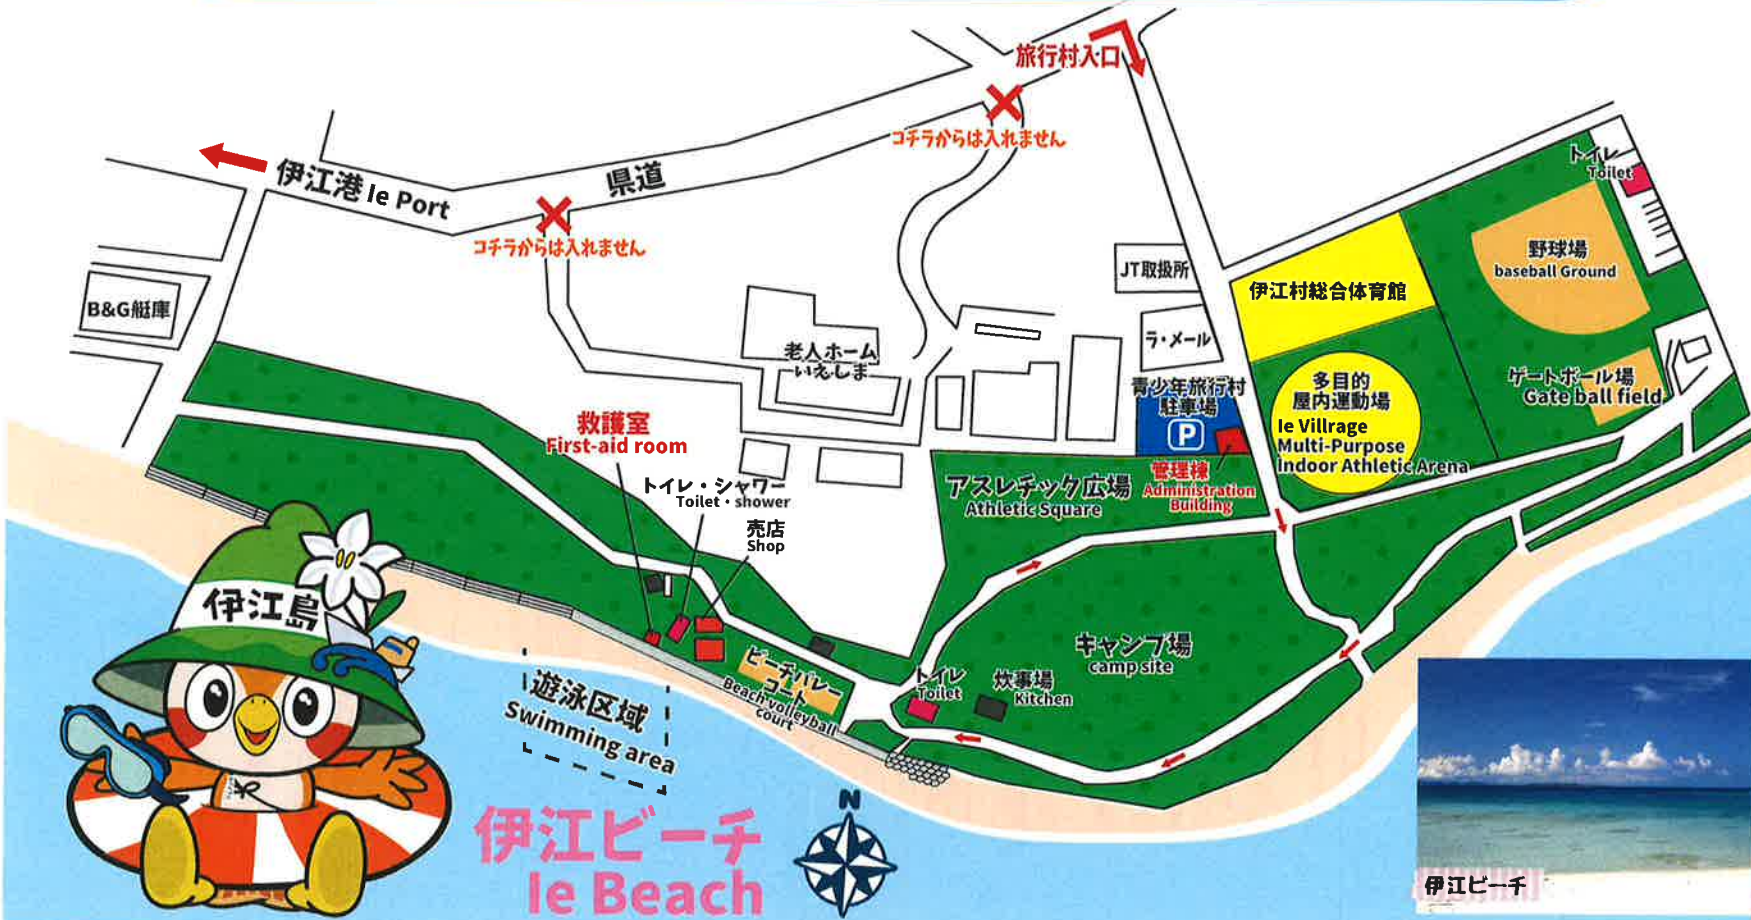 旅行村入口
コチラからは入れません
伊江港 Ie Port
県道
コチラからは入れません
B&G艇庫
JT取扱所
ラ・メール
老人ホーム
いえしま
青少年旅行村
駐車場
P
管理棟
Administration
Building
伊江村総合体育館
多目的
屋内運動場
Ie Villrage
Multi-Purpose
Indoor Athletic Arena
トイレ
Toilet
野球場
baseball Ground
ゲートボール場
Gate ball field
救護室
First-aid room
トイレ・シャワー
Toilet・shower
売店
Shop
アスレチック広場
Athletic Square
キャンプ場
camp site
トイレ
Toilet
炊事場
Kitchen
ビーチバレー
コート
Beach volleyball
court
遊泳区域
Swimming area
伊江島
伊江ビーチ
Ie Beach
N
伊江ビーチ